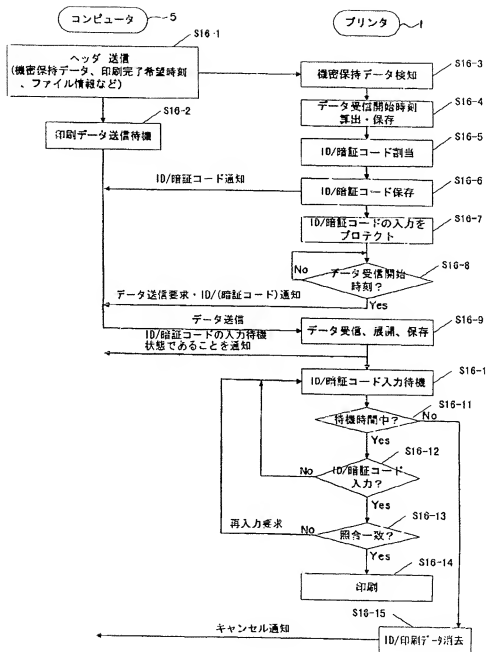 コンピュータ
5
プリンタ
1
S16-1
ヘッダ 送信
(機密保持データ、印刷完了希望時刻
、ファイル情報など)
S16-3
機密保持データ検知
S16-2
印刷データ送信待機
S16-4
データ受信開始時刻
算出・保存
S16-5
ID/暗証コード割当
ID/暗証コード通知
S16-6
ID/暗証コード保存
S16-7
ID/暗証コードの入力を
プロテクト
No
S16-8
データ受信開始
時刻?
データ送信要求・ID/(暗証コード)通知
Yes
データ送信
S16-9
データ受信、展開、保存
ID/暗証コードの入力待機
状態であることを通知
S16-1
ID/暗証コード入力待機
S16-11
待機時間中?
No
Yes
S16-12
No
ID/暗証コード
入力?
Yes
S16-13
再入力要求
No
照合一致?
Yes
S16-14
印刷
S16-15
キャンセル通知
ID/印刷データ消去